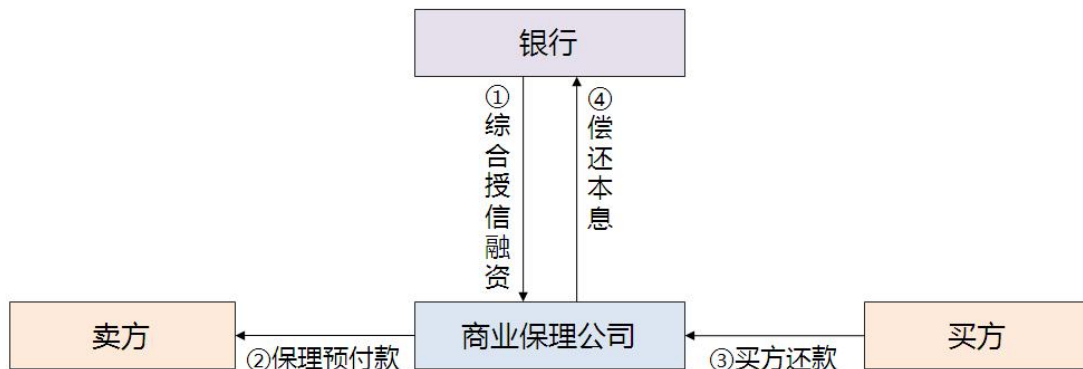 银行
①综合授信融资
④偿还本息
卖方
商业保理公司
买方
②保理预付款
③买方还款